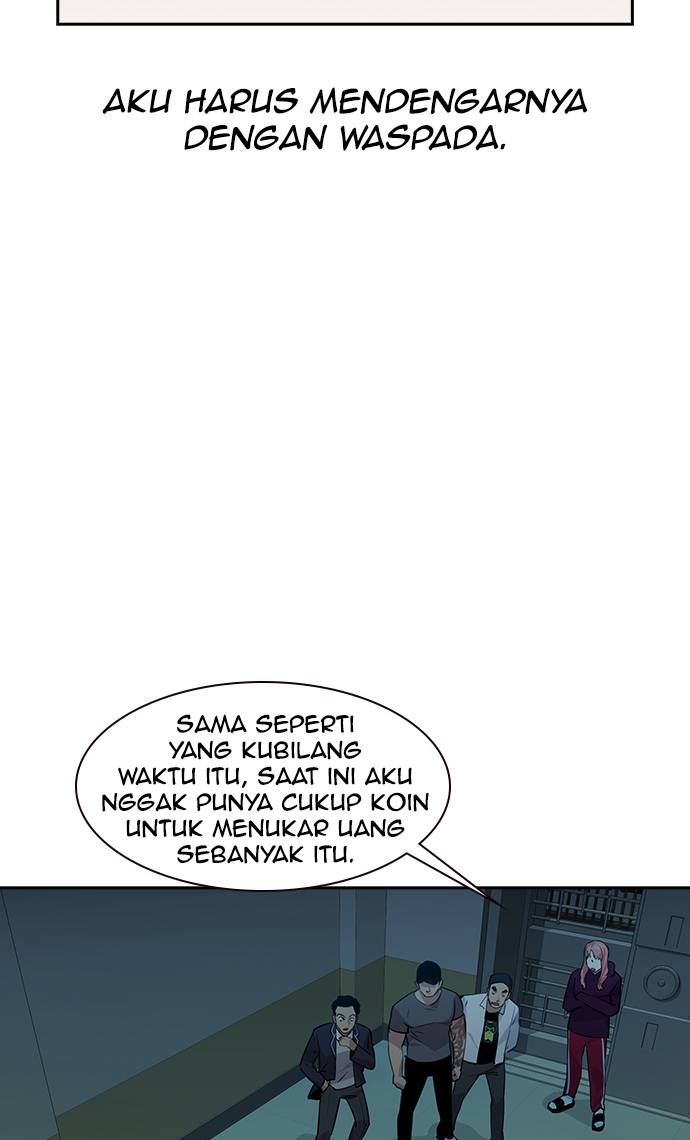 AKU HARUS MENDENGARNYA
DENGAN WASPADA.
SAMA SEPERTI
YANG KUBILANG
WAKTU ITU, SAAT INI AKU
NGGAK PUNYA CUKUP KOIN
UNTUK MENUKAR UANG
SEBANYAK ITU.